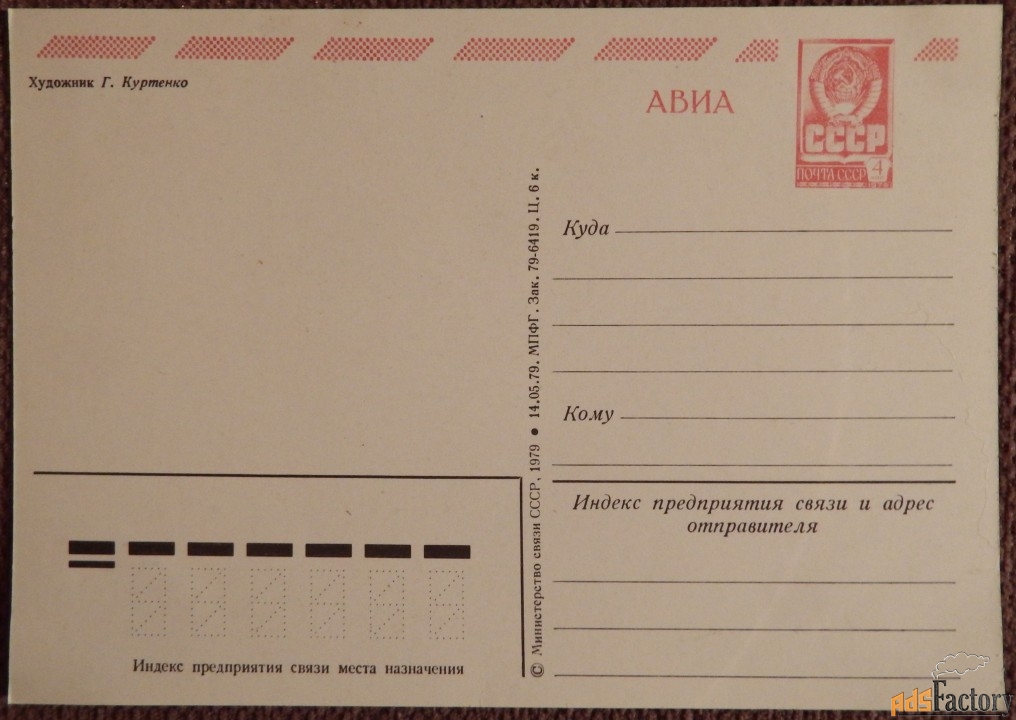 Художник Г. Куртенко
АВИА
СССР
ПОЧТА СССР 4
Куда
Кому
Индекс предприятия связи и адрес
отправителя
© Министерство связи СССР, 1979 ● 14.05.79. МПФГ. Зак. 79-6419. Ц. 6 к.
Индекс предприятия связи места назначения
AdsFactory